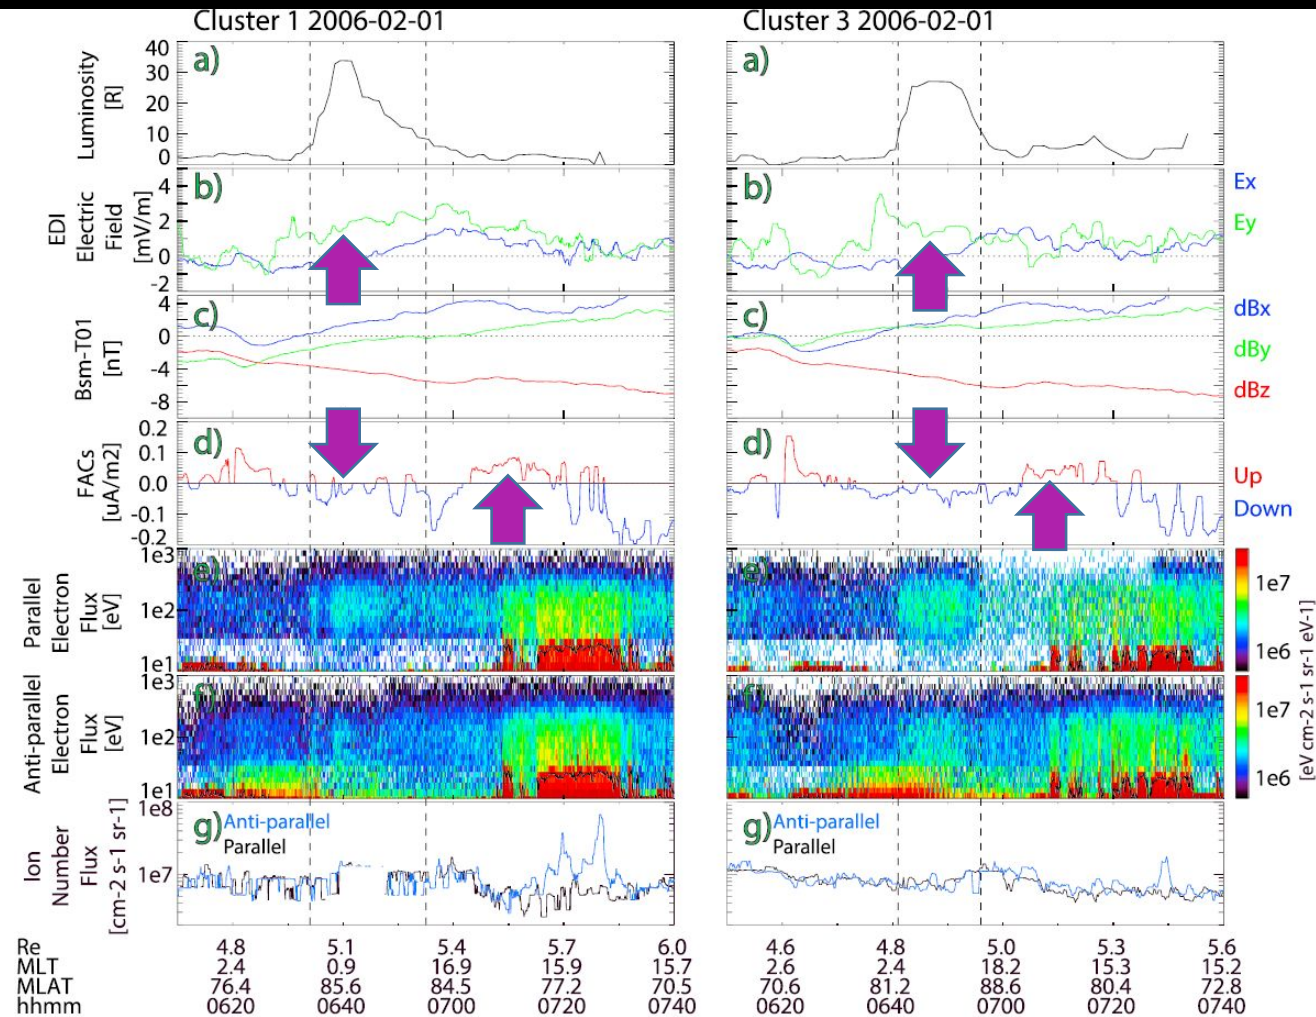 Cluster 1 2006-02-01
Luminosity
[R]
40
30
20
10
0
a)
EDI
Electric
Field
[mV/m]
4
2
0
-2
b)
Bsm-T01
[nT]
4
0
-4
-8
c)
FACs
[uA/m2]
0.2
0.1
0.0
-0.1
-0.2
d)
Parallel
Electron
Flux
[eV]
1e3
1e2
1e1
e)
Anti-parallel
Electron
Flux
[eV]
1e3
1e2
1e1
f)
Ion
Number
Flux
[cm-2 s-1 sr-1]
1e8
1e7
g)
Anti-parallel
Parallel
Re 4.8 5.1 5.4 5.7 6.0
MLT 2.4 0.9 16.9 15.9 15.7
MLAT 76.4 85.6 84.5 77.2 70.5
hhmm 0620 0640 0700 0720 0740
Cluster 3 2006-02-01
a)
b)
Ex
Ey
c)
dBx
dBy
dBz
d)
Up
Down
e)
1e7
1e6
f)
1e7
1e6
[eV cm-2 s-1 sr-1 eV-1]
g)
Anti-parallel
Parallel
4.6 4.8 5.0 5.3 5.6
2.6 2.4 18.2 15.3 15.2
70.6 81.2 88.6 80.4 72.8
0620 0640 0700 0720 0740